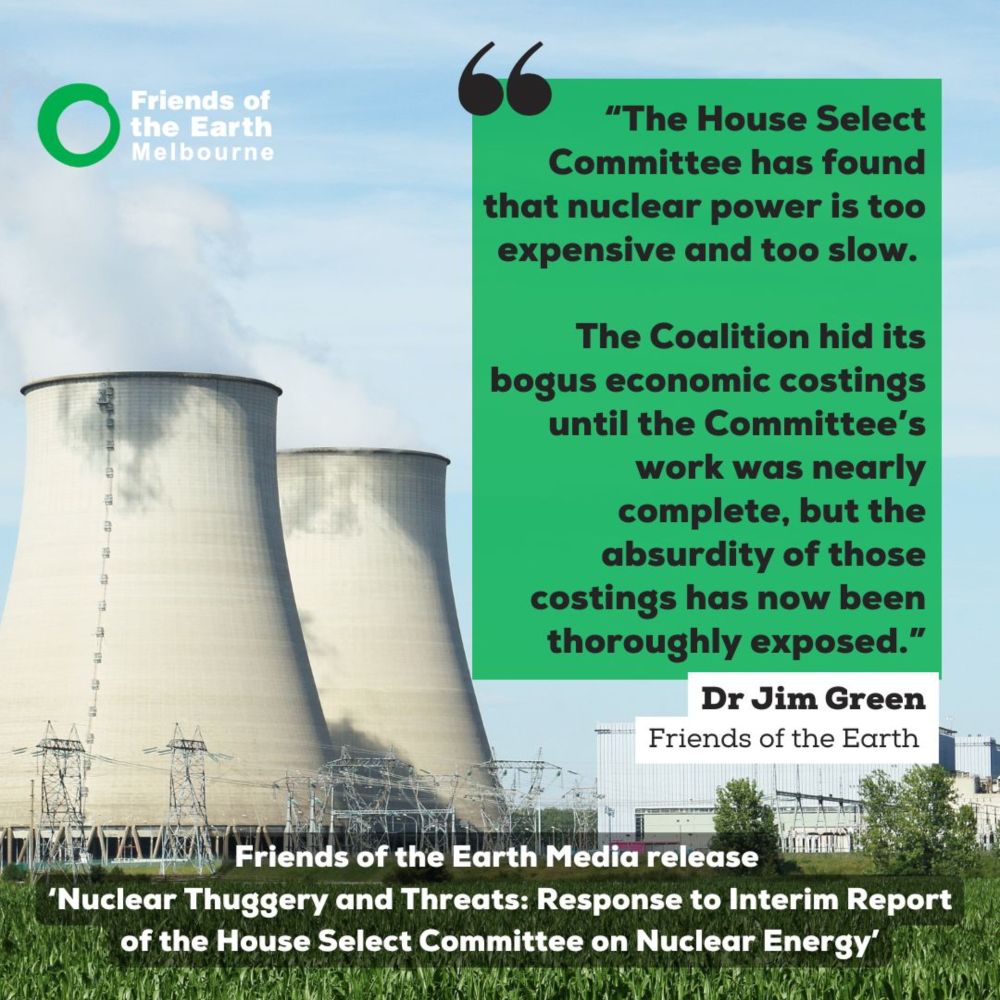 Friends of
the Earth
Melbourne
“The House Select
Committee has found
that nuclear power is too
expensive and too slow.
The Coalition hid its
bogus economic costings
until the Committee’s
work was nearly
complete, but the
absurdity of those
costings has now been
thoroughly exposed.”
Dr Jim Green
Friends of the Earth
Friends of the Earth Media release
‘Nuclear Thuggery and Threats: Response to Interim Report
of the House Select Committee on Nuclear Energy’